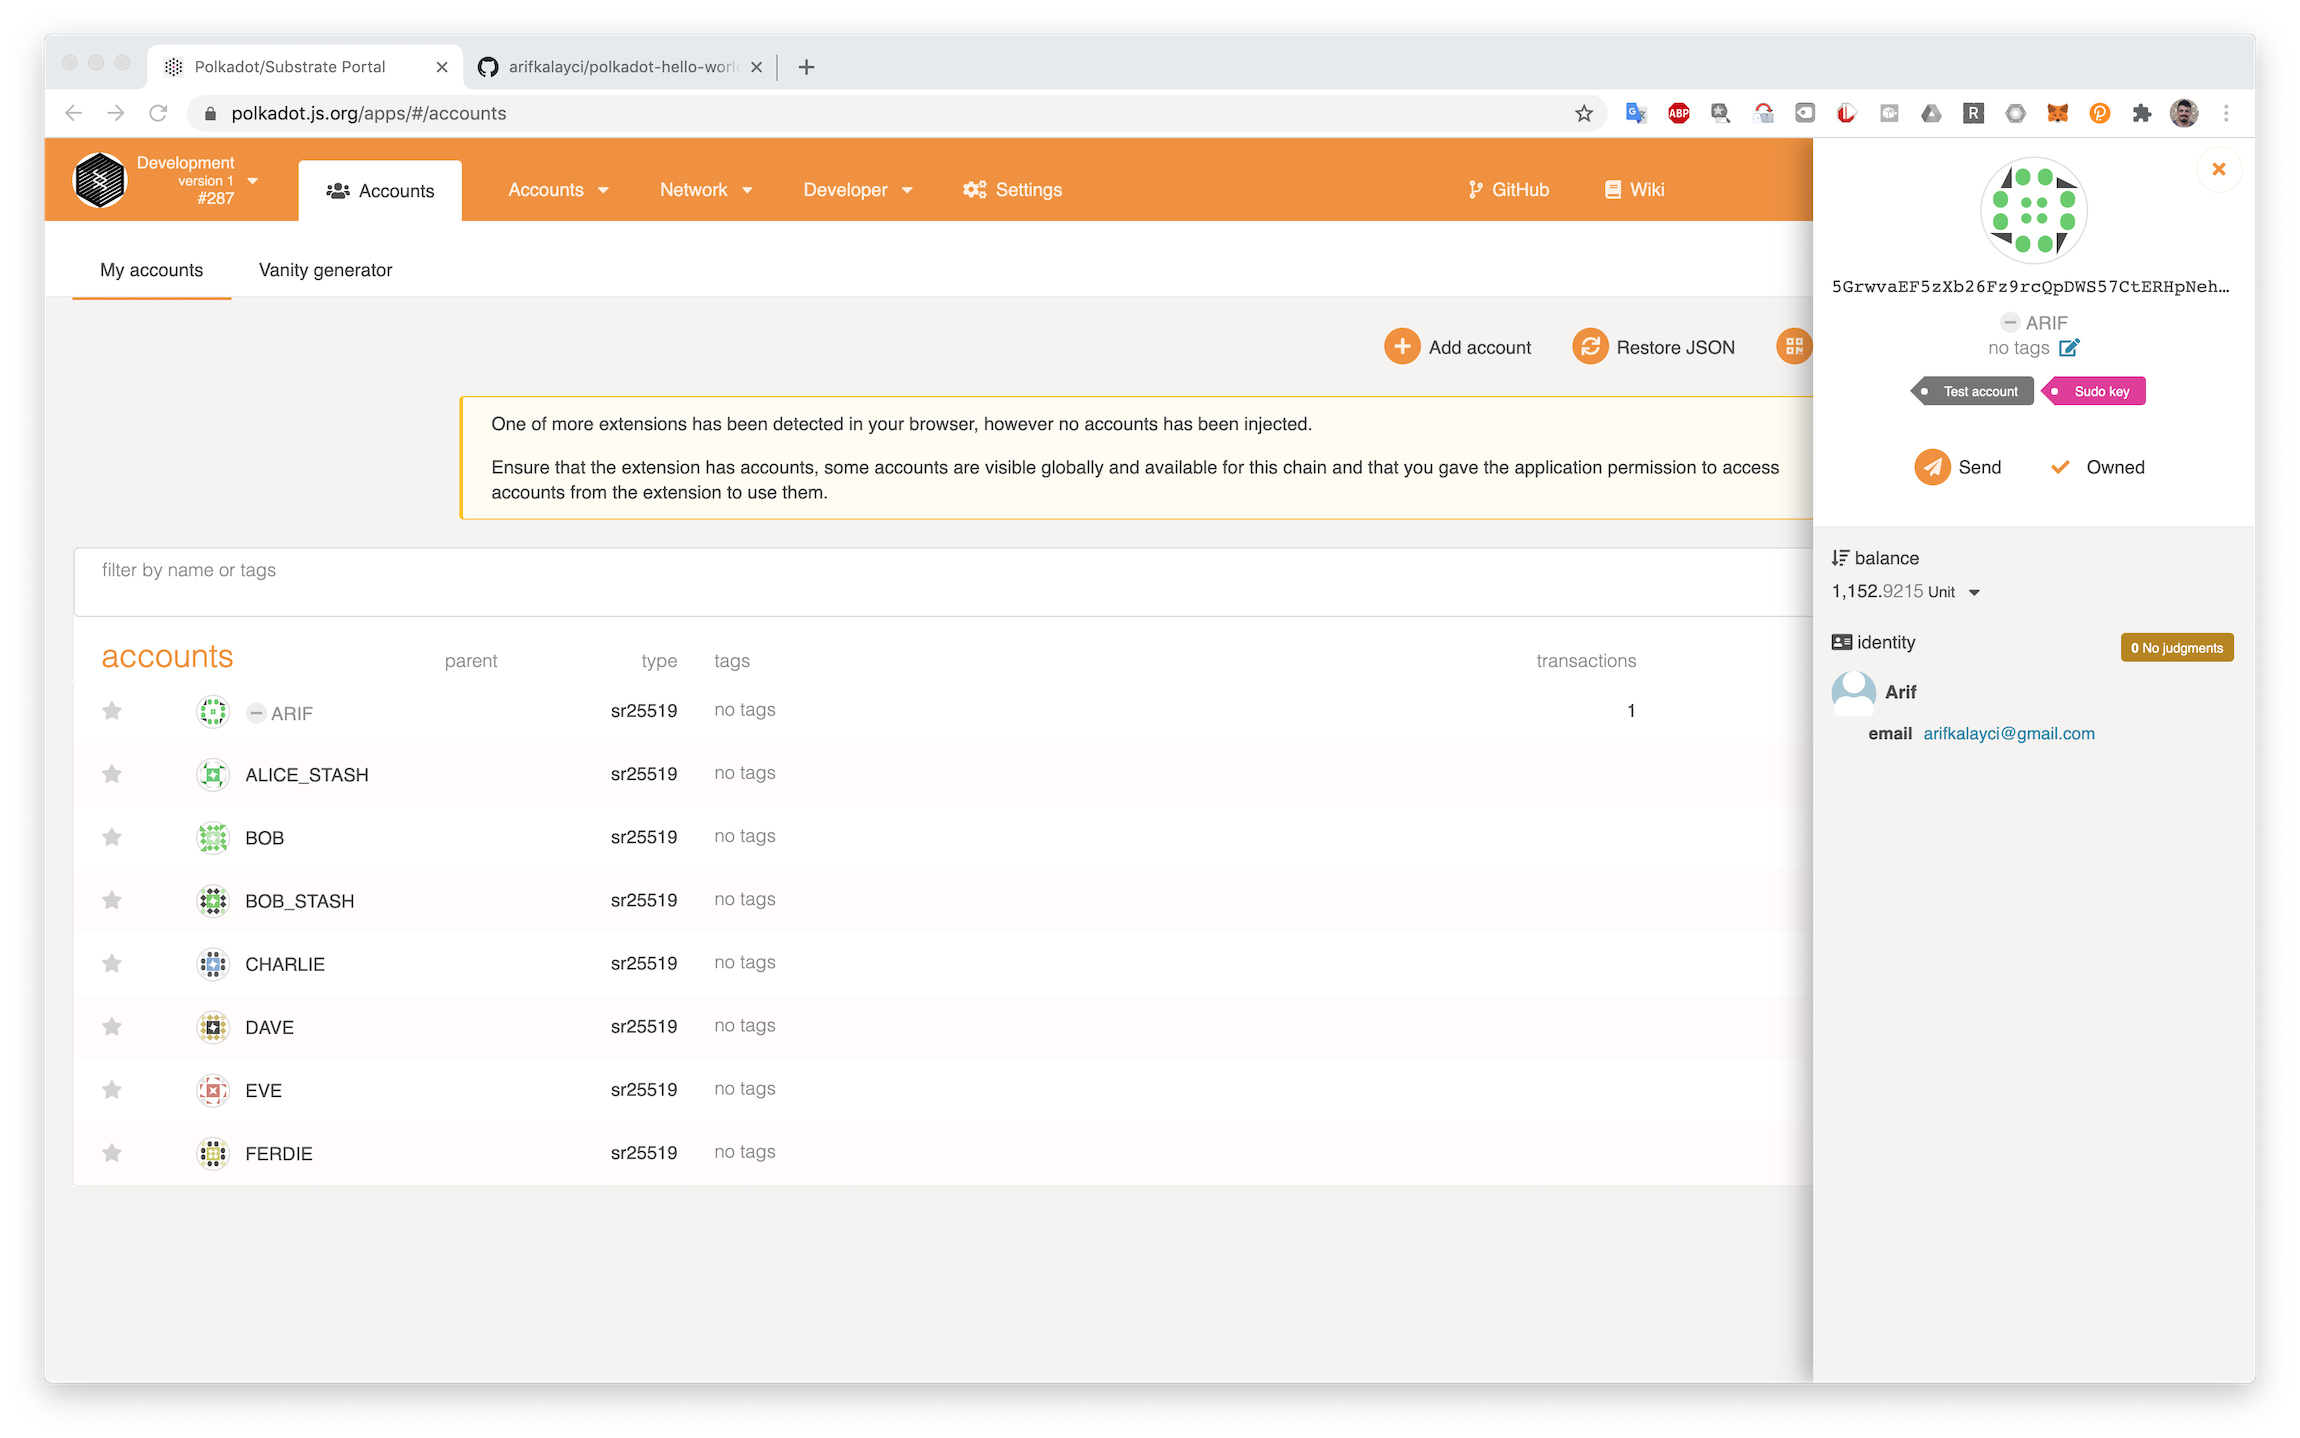 Polkadot/Substrate Portal
arifkalayci/polkadot-hello-worl
polkadot.js.org/apps/#/accounts
ABP
R
Development
version 1
#287
Accounts
Accounts
Network
Developer
Settings
GitHub
Wiki
My accounts
Vanity generator
Add account
Restore JSON
One of more extensions has been detected in your browser, however no accounts has been injected.
Ensure that the extension has accounts, some accounts are visible globally and available for this chain and that you gave the application permission to access
accounts from the extension to use them.
filter by name or tags
accounts parent type tags transactions
ARIF sr25519 no tags 1
ALICE_STASH sr25519 no tags
BOB sr25519 no tags
BOB_STASH sr25519 no tags
CHARLIE sr25519 no tags
DAVE sr25519 no tags
EVE sr25519 no tags
FERDIE sr25519 no tags
5GrwvaEF5zXb26Fz9rcQpDWS57CtERHpNeh…
ARIF
no tags
Test account
Sudo key
Send
Owned
balance
1,152.9215 Unit
identity
0 No judgments
Arif
email arifkalayci@gmail.com